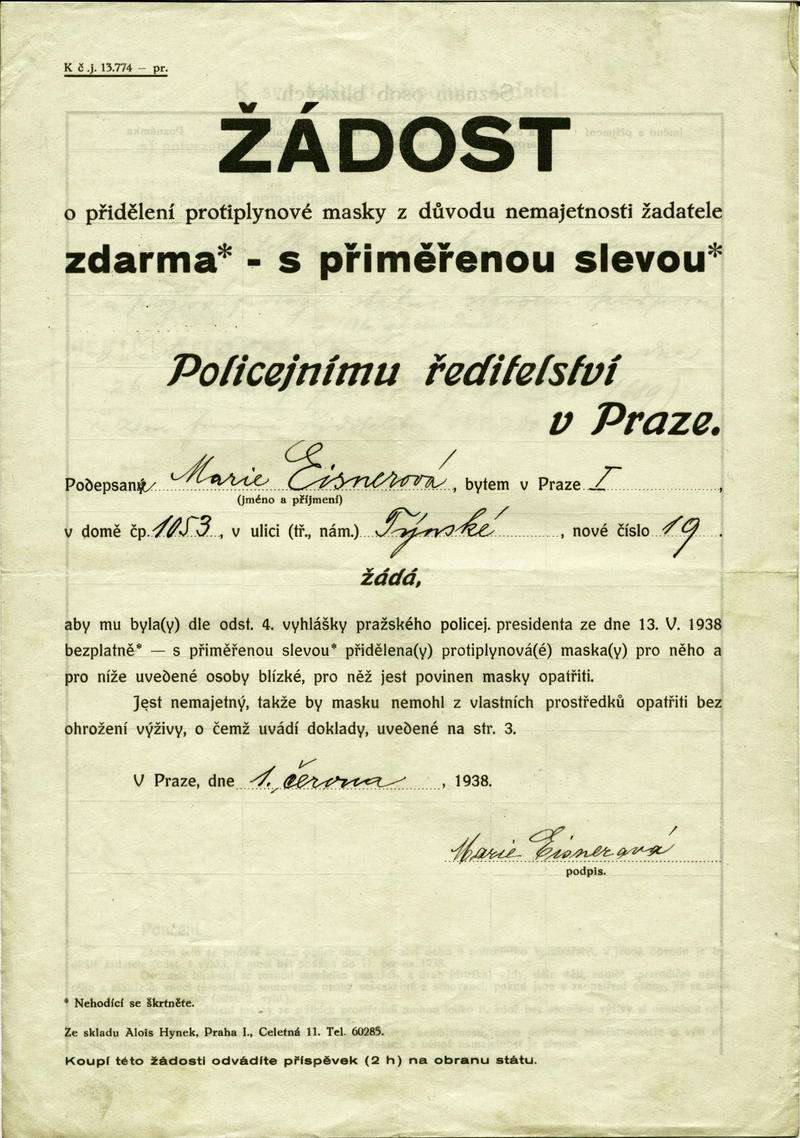 K č.j. 13.774 — pr.
ŽÁDOST
o přidělení protiplynové masky z důvodu nemajetnosti žadatele
zdarma* - s přiměřenou slevou*
Policejnímu ředitelství
v Praze.
Podepsaný Marie Eisnerová, bytem v Praze I,
(jméno a příjmení)
v domě čp. 1053, v ulici (tř., nám.) Týnské, nové číslo 19.
žádá,
aby mu byla(y) dle odst. 4. vyhlášky pražského policej. presidenta ze dne 13. V. 1938
bezplatně* — s přiměřenou slevou* přidělena(y) protiplynová(é) maska(y) pro něho a
pro níže uvedené osoby blízké, pro něž jest povinen masky opatřiti.
Jest nemajetný, takže by masku nemohl z vlastních prostředků opatřiti bez
ohrožení výživy, o čemž uvádí doklady, uvedené na str. 3.
V Praze, dne 1. června, 1938.
Marie Eisnerová
podpis.
* Nehodící se škrtněte.
Ze skladu Alois Hynek, Praha I., Celetná 11. Tel. 60285.
Koupí této žádosti odvádíte příspěvek (2 h) na obranu státu.